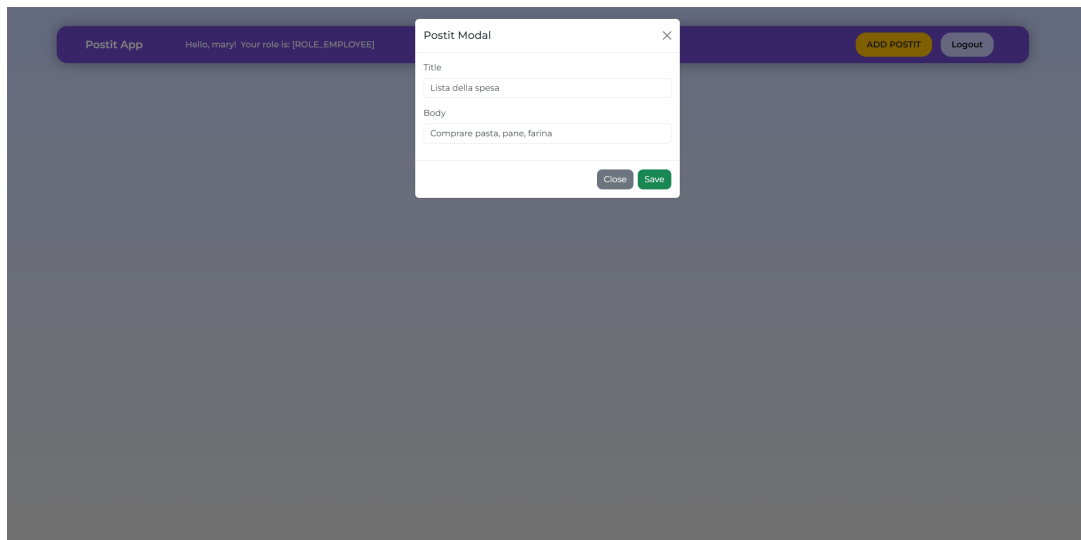 Postit App
Hello, mary! Your role is: [ROLE_EMPLOYEE]
ADD POSTIT
Logout
Postit Modal
Title
Lista della spesa
Body
Comprare pasta, pane, farina
Close
Save